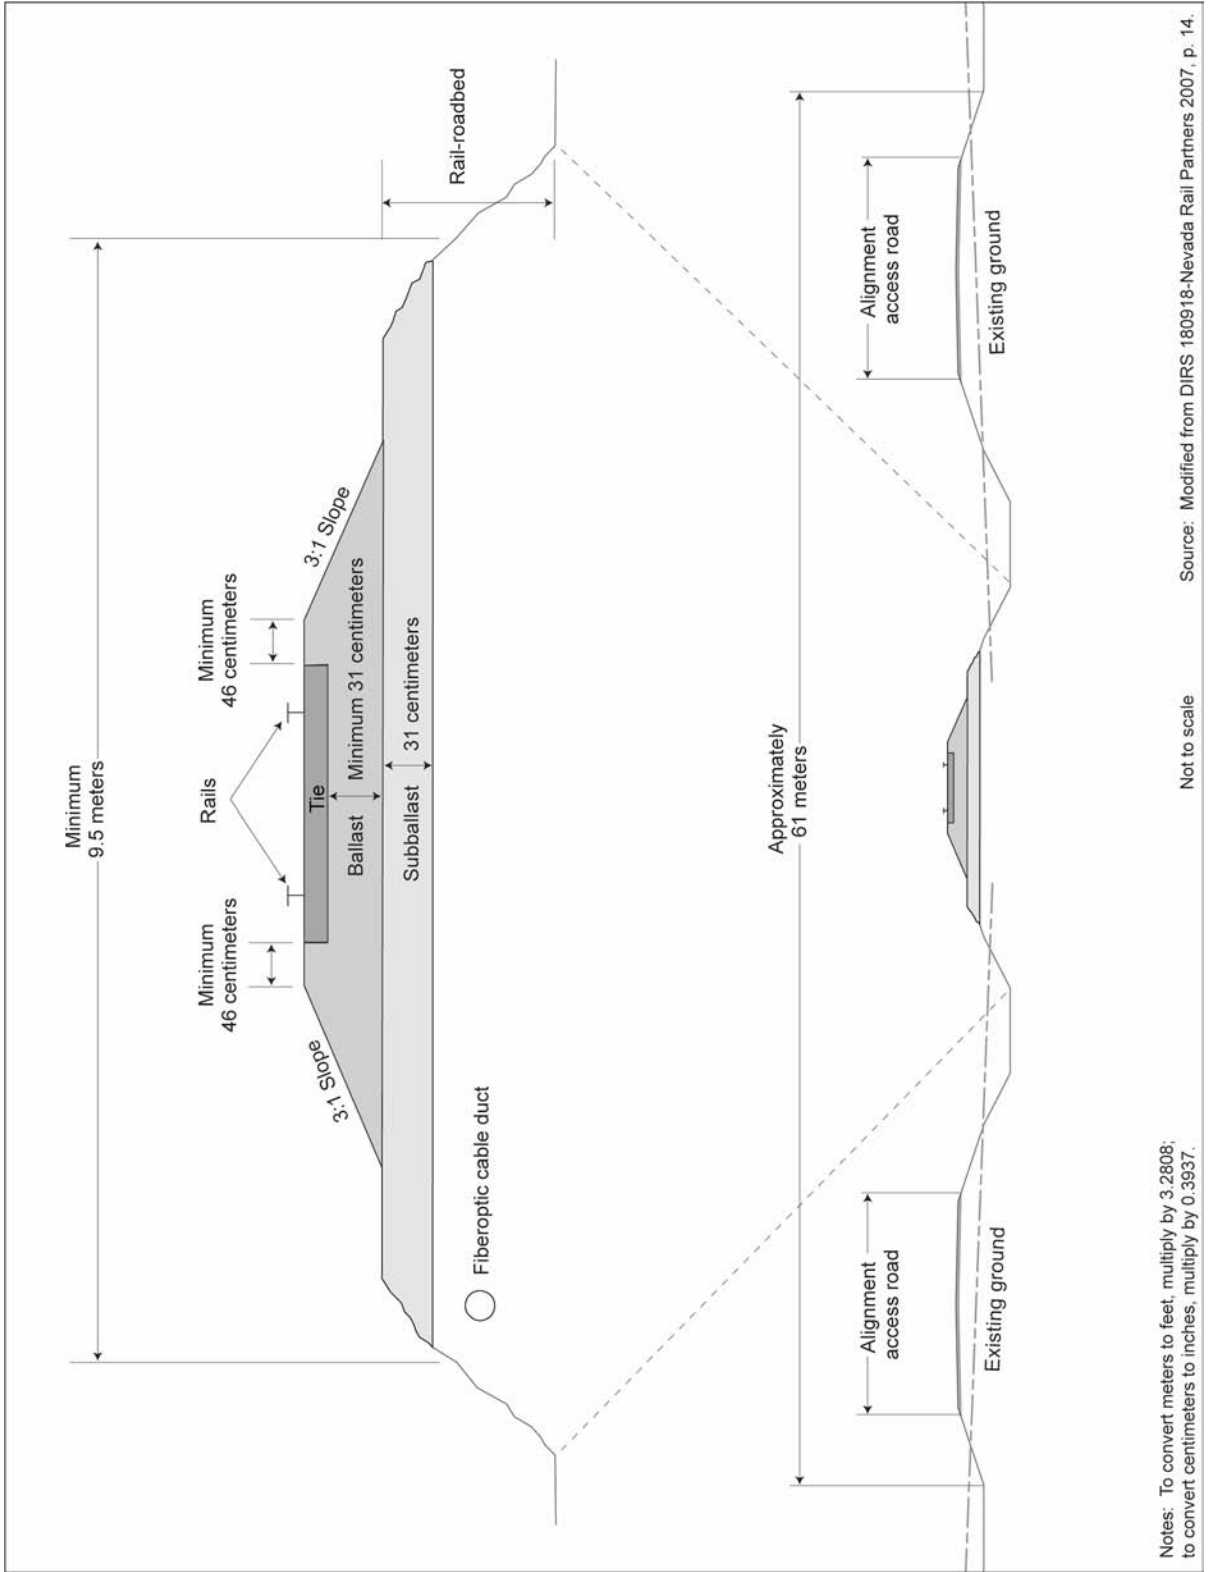 Minimum
9.5 meters
Rails
Minimum
46 centimeters
Minimum
46 centimeters
3:1 Slope
3:1 Slope
Tie
Ballast
Minimum 31 centimeters
Subballast
31 centimeters
Rail-roadbed
Fiberoptic cable duct
Approximately
61 meters
Alignment
access road
Alignment
access road
Existing ground
Existing ground
Notes: To convert meters to feet, multiply by 3.2808;
to convert centimeters to inches, multiply by 0.3937.
Not to scale
Source: Modified from DIRS 180918-Nevada Rail Partners 2007, p. 14.